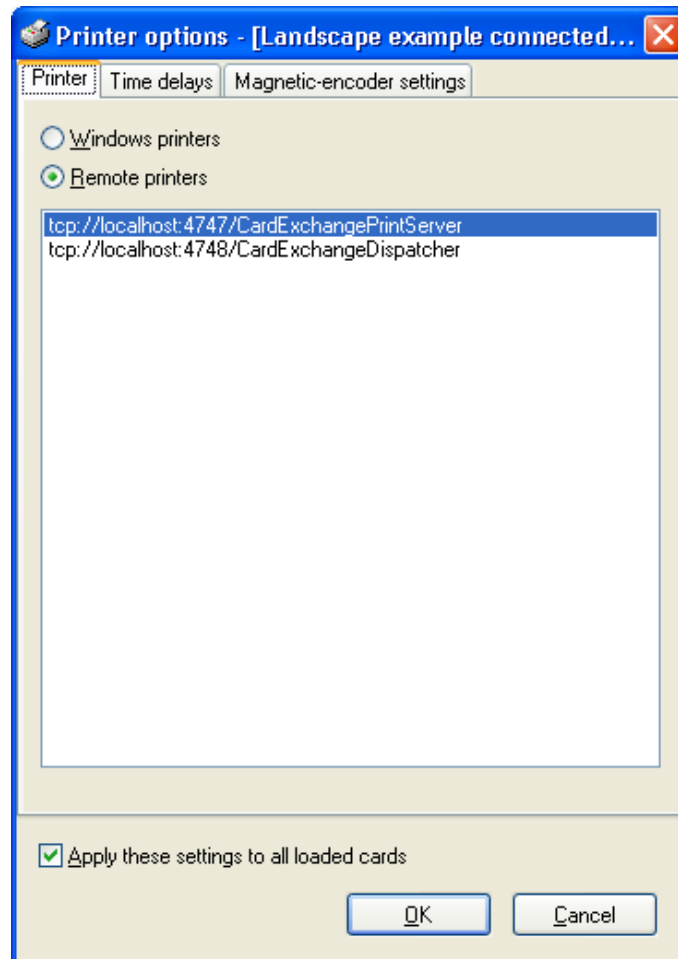 Printer options - [Landscape example connected...
Printer Time delays Magnetic-encoder settings
Windows printers
Remote printers
tcp://localhost:4747/CardExchangePrintServer
tcp://localhost:4748/CardExchangeDispatcher
Apply these settings to all loaded cards
OK Cancel